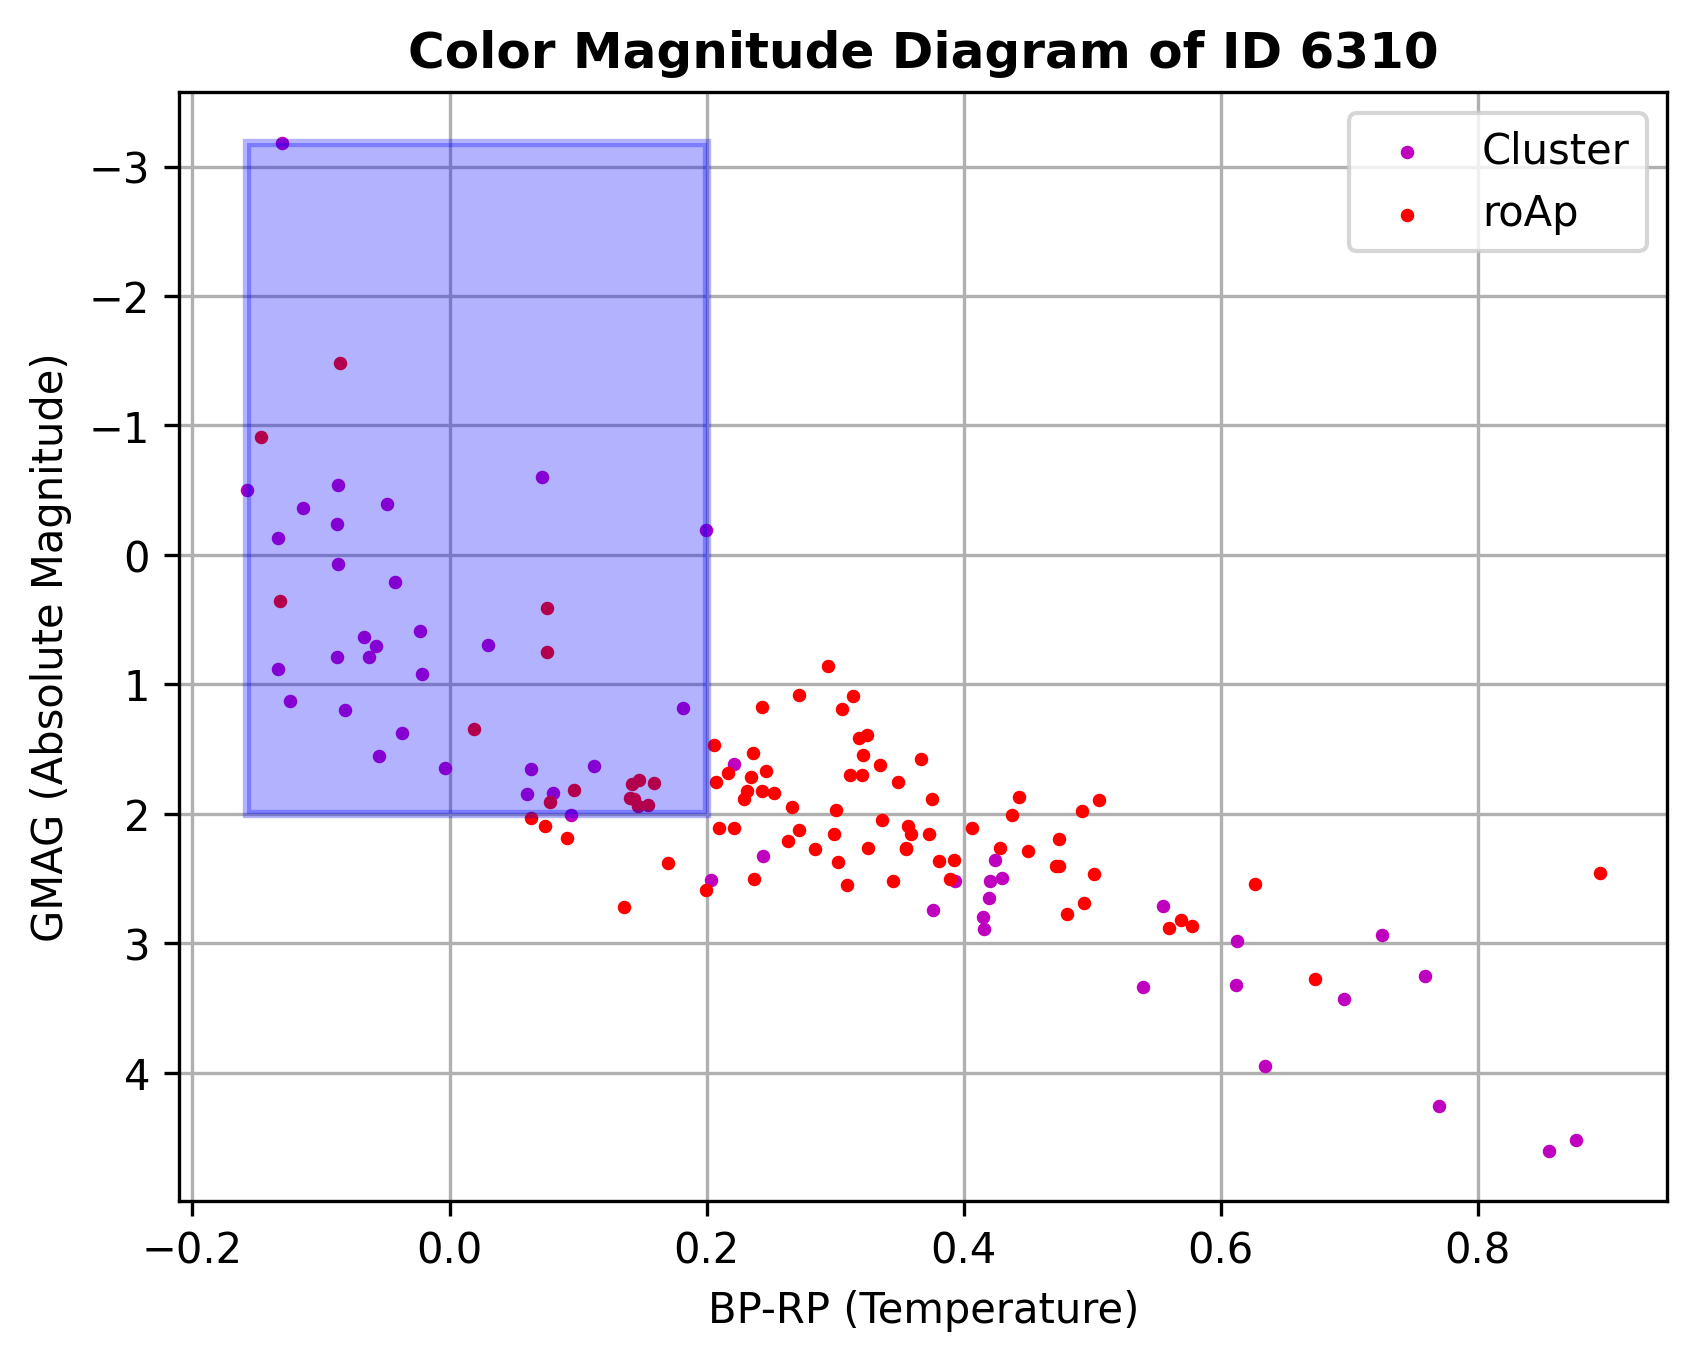 Color Magnitude Diagram of ID 6310
Cluster
roAp
−3
−2
−1
0
1
2
3
4
GMAG (Absolute Magnitude)
−0.2 0.0 0.2 0.4 0.6 0.8
BP-RP (Temperature)